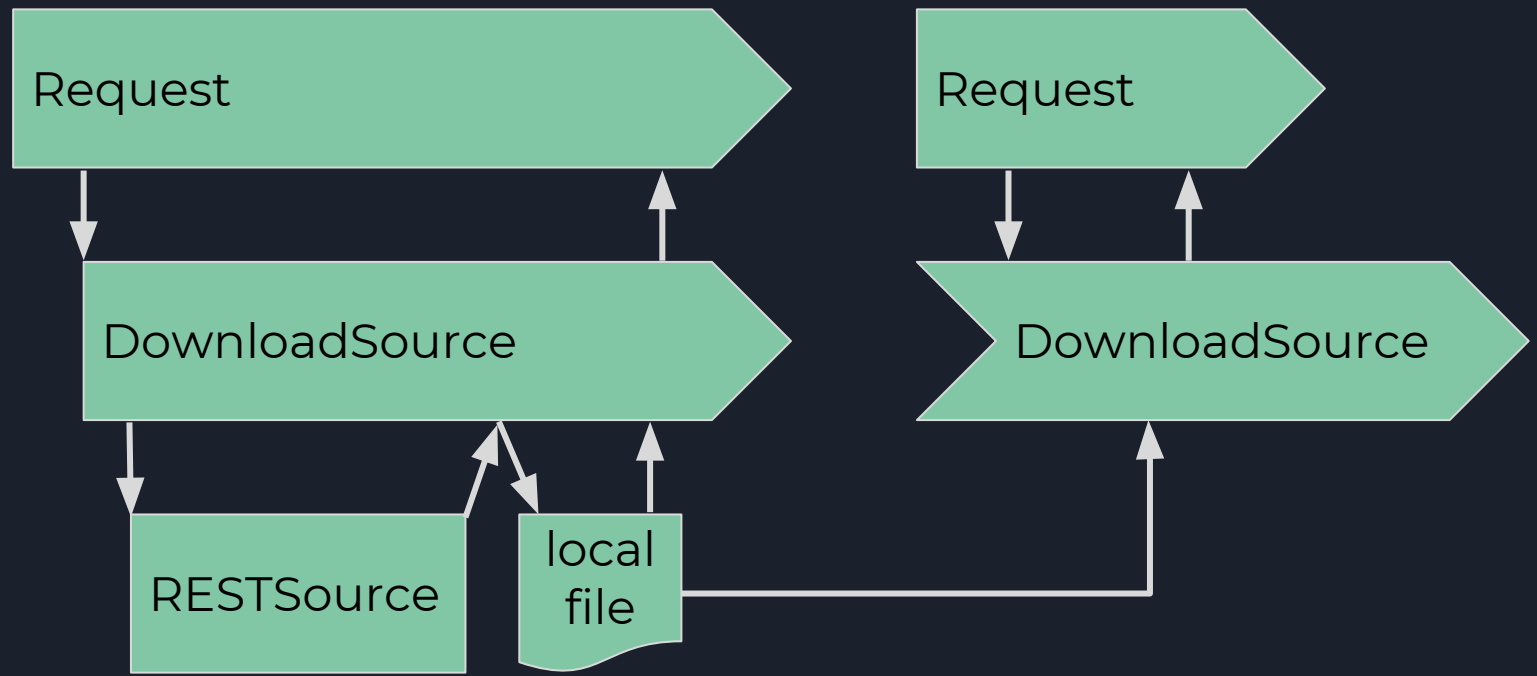 Request
Request
DownloadSource
DownloadSource
RESTSource
local
file